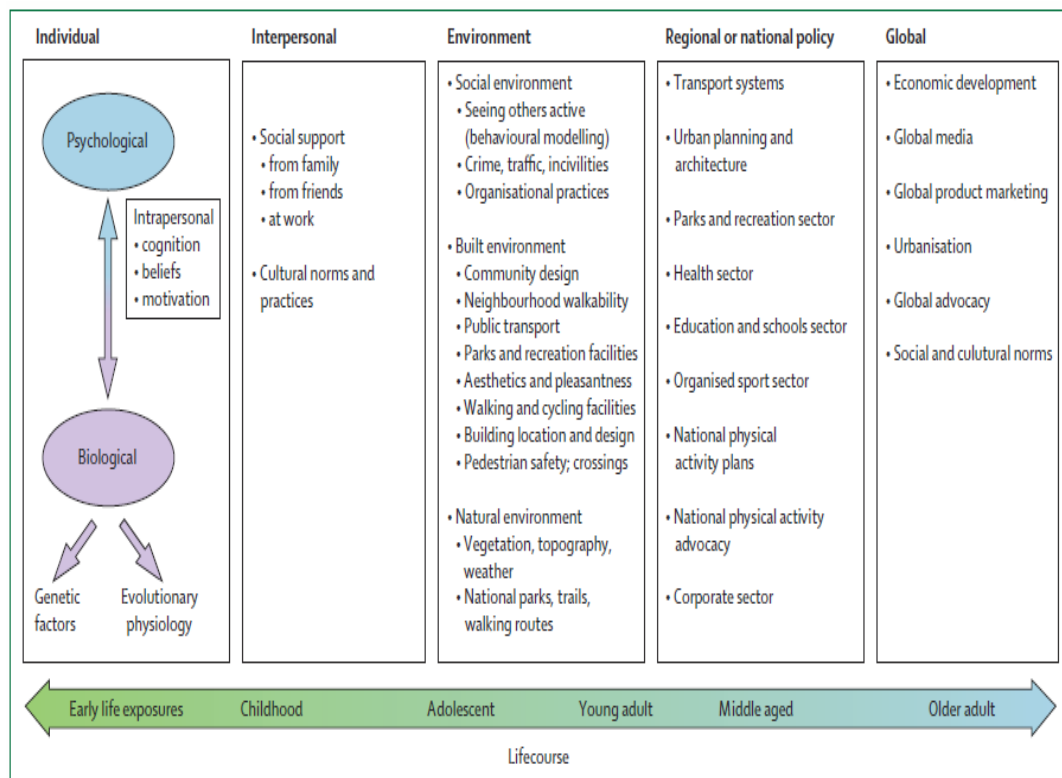 Individual
Psychological
Intrapersonal
• cognition
• beliefs
• motivation
Biological
Genetic
factors
Evolutionary
physiology
Interpersonal
• Social support
• from family
• from friends
• at work
• Cultural norms and
practices
Environment
• Social environment
• Seeing others active
(behavioural modelling)
• Crime, traffic, incivilities
• Organisational practices
• Built environment
• Community design
• Neighbourhood walkability
• Public transport
• Parks and recreation facilities
• Aesthetics and pleasantness
• Walking and cycling facilities
• Building location and design
• Pedestrian safety; crossings
• Natural environment
• Vegetation, topography,
weather
• National parks, trails,
walking routes
Regional or national policy
• Transport systems
• Urban planning and
architecture
• Parks and recreation sector
• Health sector
• Education and schools sector
• Organised sport sector
• National physical
activity plans
• National physical activity
advocacy
• Corporate sector
Global
• Economic development
• Global media
• Global product marketing
• Urbanisation
• Global advocacy
• Social and culutural norms
Early life exposures
Childhood
Adolescent
Young adult
Middle aged
Older adult
Lifecourse